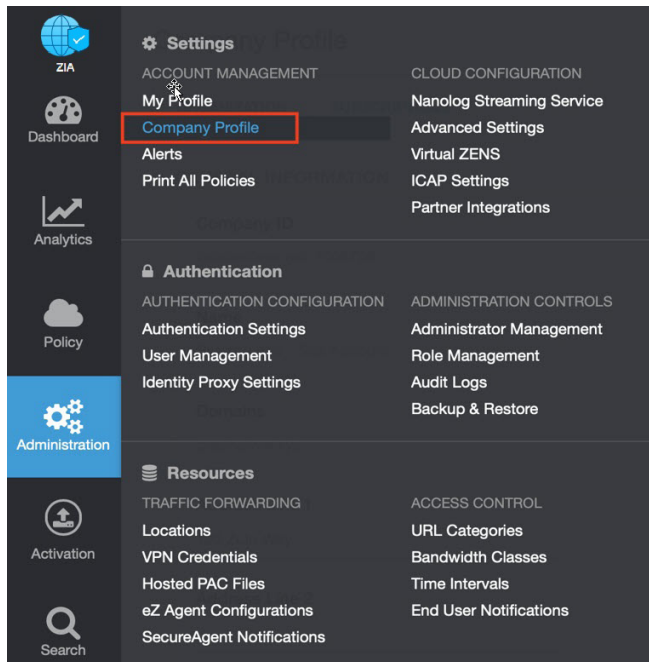 ZIA
Dashboard
Analytics
Policy
Administration
Activation
Search
Settings
ACCOUNT MANAGEMENT
My Profile
Company Profile
Alerts
Print All Policies
CLOUD CONFIGURATION
Nanolog Streaming Service
Advanced Settings
Virtual ZENS
ICAP Settings
Partner Integrations
Authentication
AUTHENTICATION CONFIGURATION
Authentication Settings
User Management
Identity Proxy Settings
ADMINISTRATION CONTROLS
Administrator Management
Role Management
Audit Logs
Backup & Restore
Resources
TRAFFIC FORWARDING
Locations
VPN Credentials
Hosted PAC Files
eZ Agent Configurations
SecureAgent Notifications
ACCESS CONTROL
URL Categories
Bandwidth Classes
Time Intervals
End User Notifications